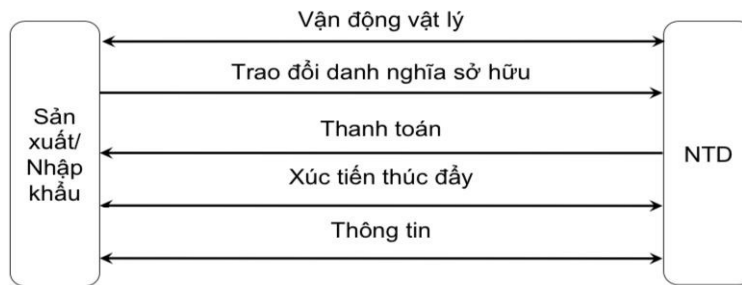 Vận động vật lý
Trao đổi danh nghĩa sở hữu
Sản
xuất/
Nhập
khẩu
Thanh toán
NTD
Xúc tiến thúc đẩy
Thông tin